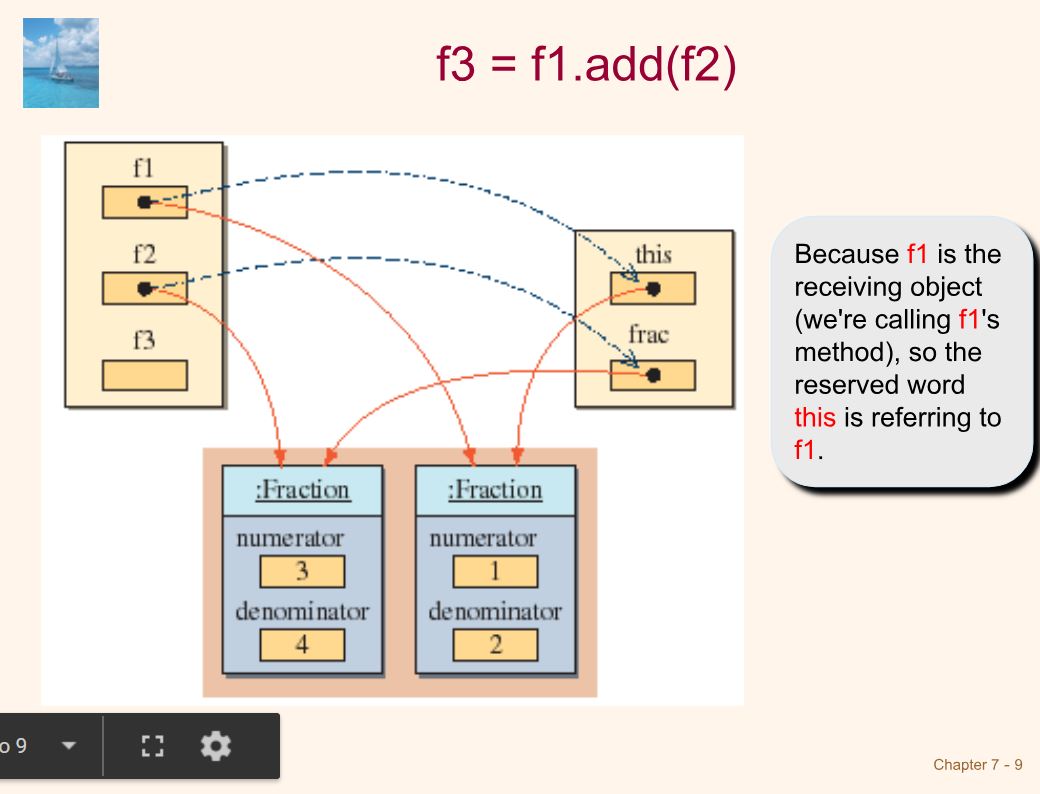 f3 = f1.add(f2)
f1
f2
f3
this
frac
:Fraction
numerator
3
denominator
4
:Fraction
numerator
1
denominator
2
Because f1 is the
receiving object
(we're calling f1's
method), so the
reserved word
this is referring to
f1.
o 9
Chapter 7 - 9